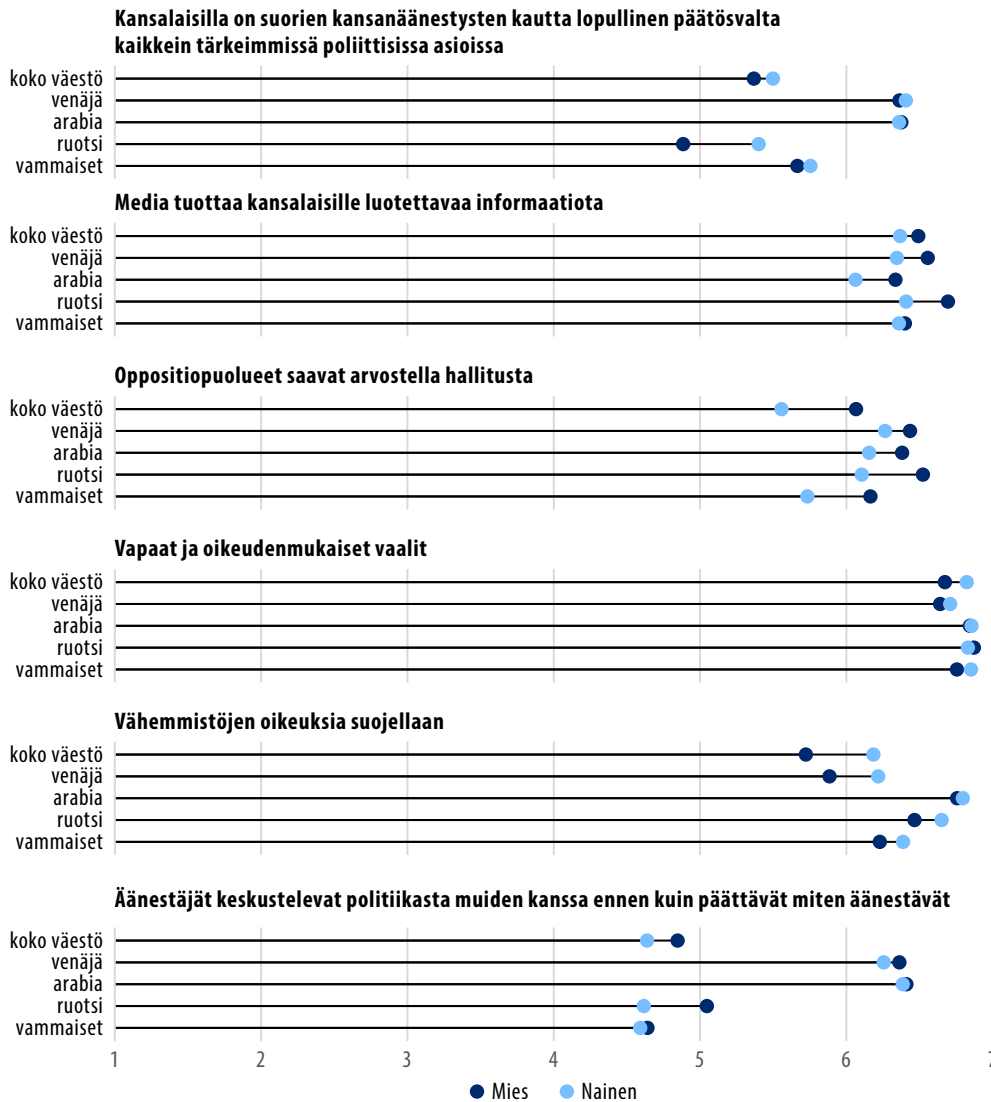 Kansalaisilla on suorien kansanäänestysten kautta lopullinen päätösvalta
kaikkein tärkeimmissä poliittisissa asioissa
koko väestö
venäjä
arabia
ruotsi
vammaiset
Media tuottaa kansalaisille luotettavaa informaatiota
koko väestö
venäjä
arabia
ruotsi
vammaiset
Oppositiopuolueet saavat arvostella hallitusta
koko väestö
venäjä
arabia
ruotsi
vammaiset
Vapaat ja oikeudenmukaiset vaalit
koko väestö
venäjä
arabia
ruotsi
vammaiset
Vähemmistöjen oikeuksia suojellaan
koko väestö
venäjä
arabia
ruotsi
vammaiset
Äänestäjät keskustelevat politiikasta muiden kanssa ennen kuin päättävät miten äänestävät
koko väestö
venäjä
arabia
ruotsi
vammaiset
1 2 3 4 5 6 7
Mies Nainen